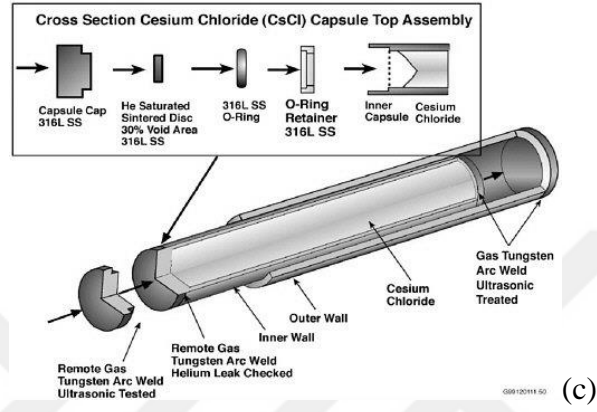 Cross Section Cesium Chloride (CsCl) Capsule Top Assembly
Capsule Cap
316L SS
He Saturated
Sintered Disc
30% Void Area
316L SS
316L SS
O-Ring
O-Ring
Retainer
316L SS
Inner
Capsule
Cesium
Chloride
Gas Tungsten
Arc Weld
Ultrasonic
Treated
Cesium
Chloride
Outer Wall
Inner Wall
Remote Gas
Tungsten Arc Weld
Helium Leak Checked
Remote Gas
Tungsten Arc Weld
Ultrasonic Tested
(c)